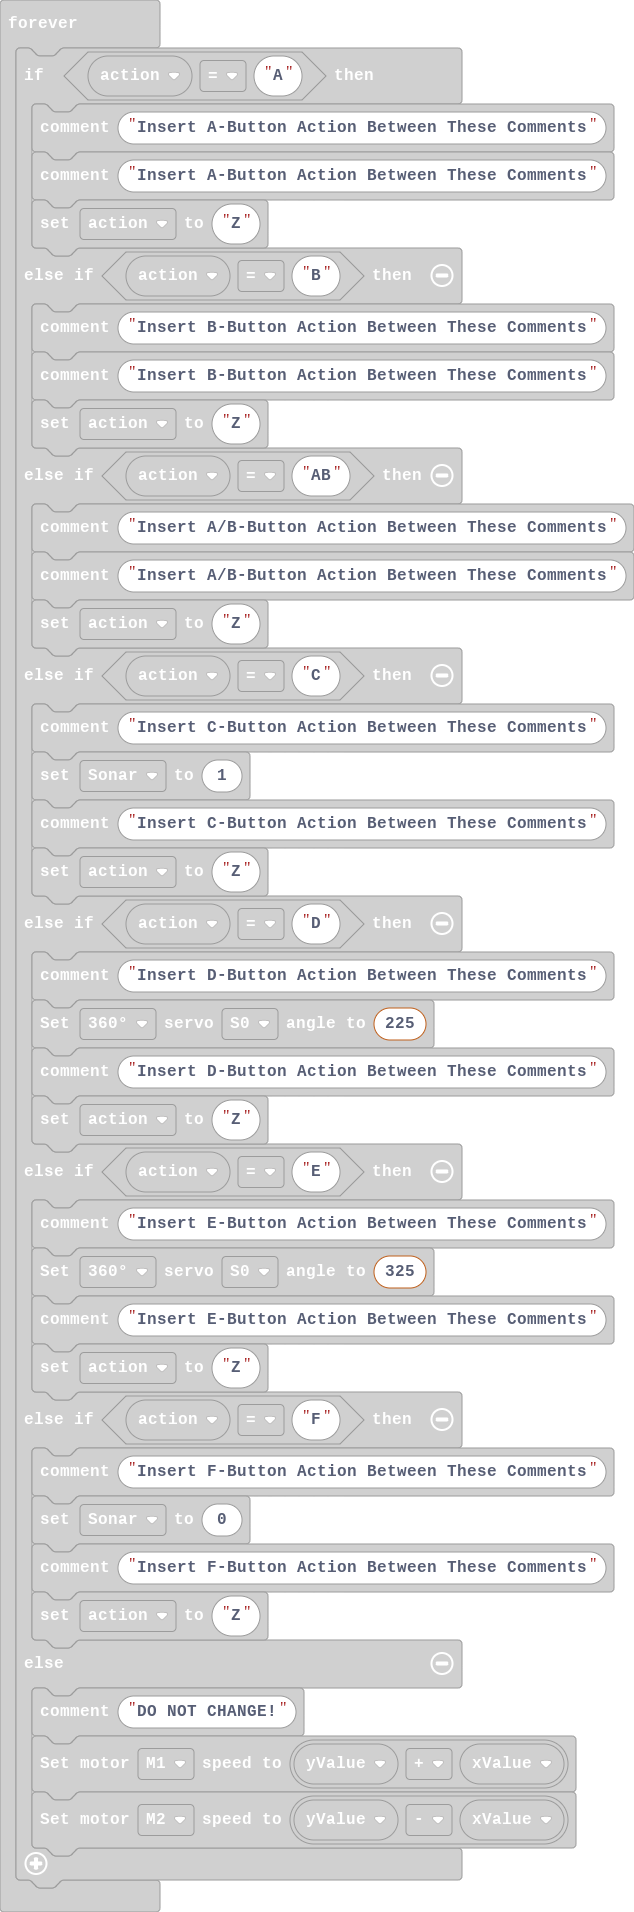 forever
if action = "A" then
comment "Insert A-Button Action Between These Comments"
comment "Insert A-Button Action Between These Comments"
set action to "Z"
else if action = "B" then
comment "Insert B-Button Action Between These Comments"
comment "Insert B-Button Action Between These Comments"
set action to "Z"
else if action = "AB" then
comment "Insert A/B-Button Action Between These Comments"
comment "Insert A/B-Button Action Between These Comments"
set action to "Z"
else if action = "C" then
comment "Insert C-Button Action Between These Comments"
set Sonar to 1
comment "Insert C-Button Action Between These Comments"
set action to "Z"
else if action = "D" then
comment "Insert D-Button Action Between These Comments"
Set 360° servo S0 angle to 225
comment "Insert D-Button Action Between These Comments"
set action to "Z"
else if action = "E" then
comment "Insert E-Button Action Between These Comments"
Set 360° servo S0 angle to 325
comment "Insert E-Button Action Between These Comments"
set action to "Z"
else if action = "F" then
comment "Insert F-Button Action Between These Comments"
set Sonar to 0
comment "Insert F-Button Action Between These Comments"
set action to "Z"
else
comment "DO NOT CHANGE!"
Set motor M1 speed to yValue + xValue
Set motor M2 speed to yValue - xValue